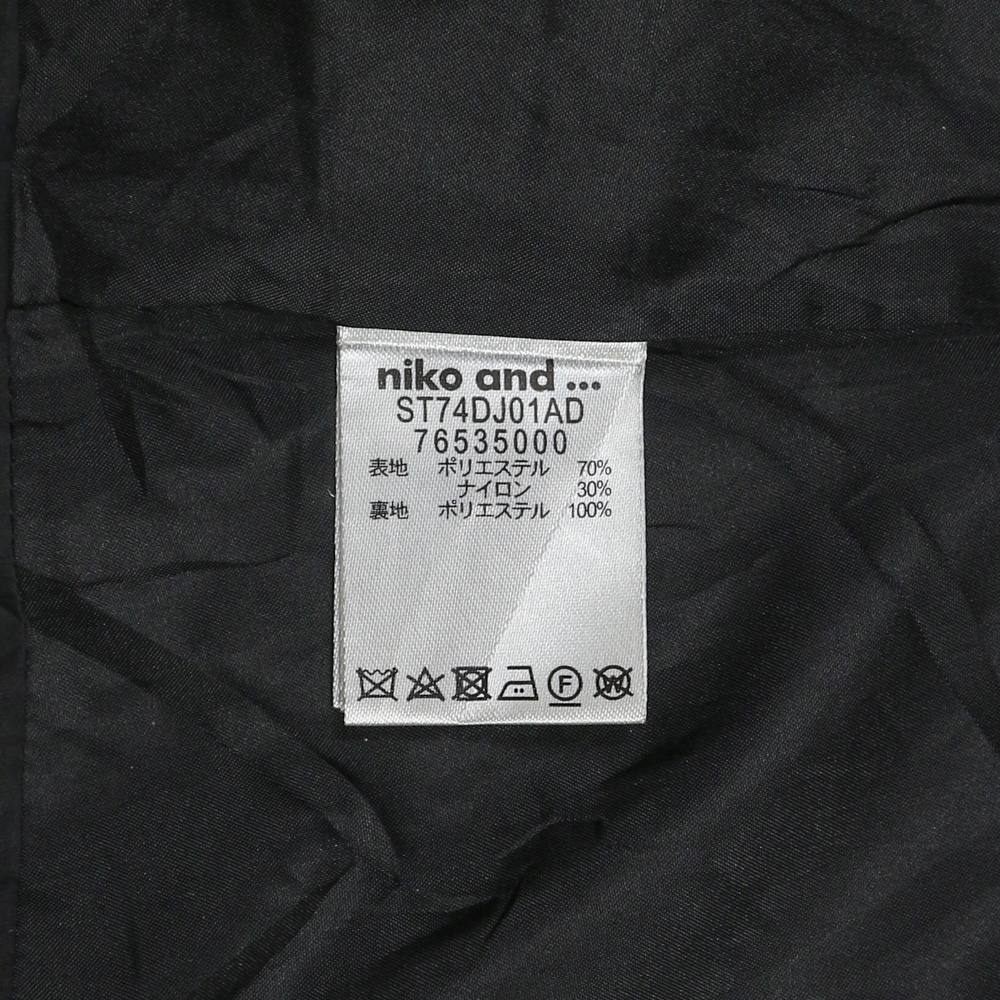 niko and ...
ST74DJ01AD
76535000
表地 ポリエステル 70%
ナイロン 30%
裏地 ポリエステル 100%
F
W